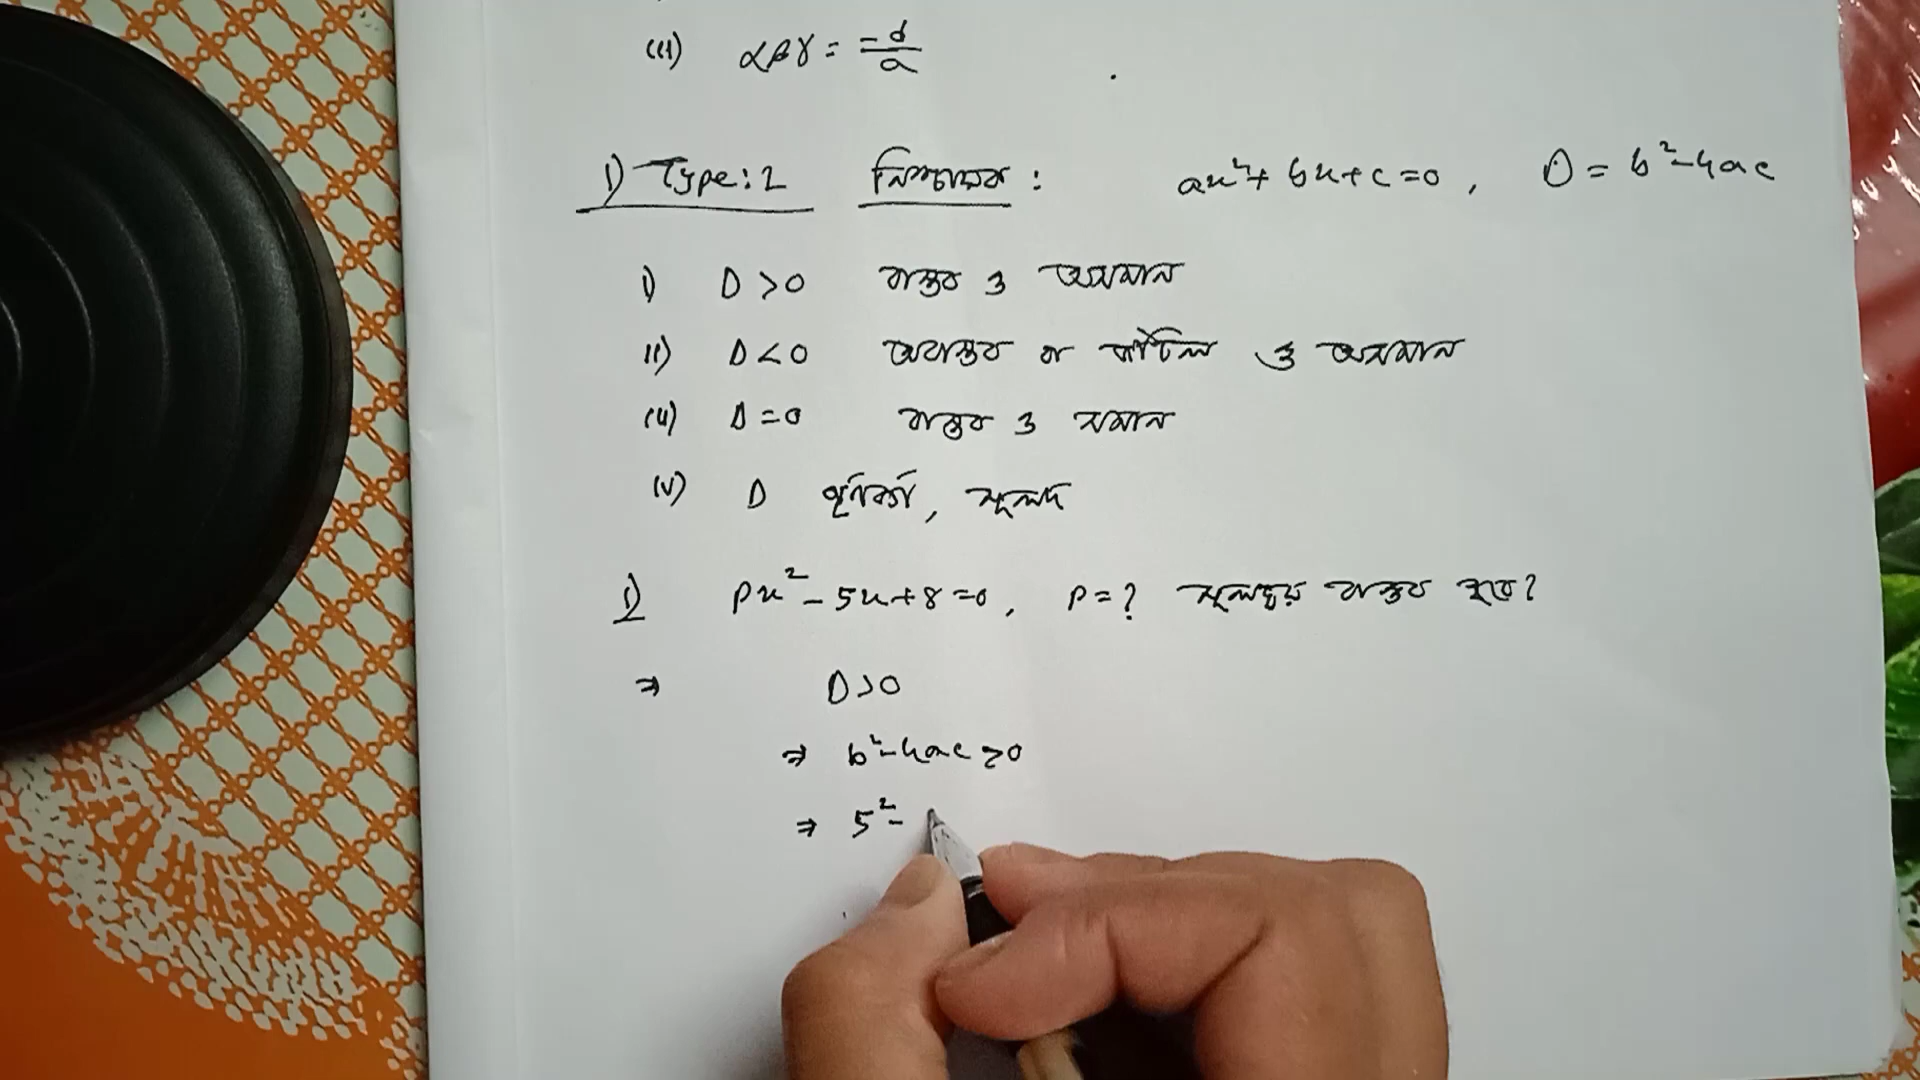 (iii) αβγ = -d/a
1) Type: 2 নিশ্চায়ক : ax²+ bx+c=0, D = b²-4ac
i) D >0 বাস্তব ও অসমান
ii) D<0 অবাস্তব বা জটিল ও অসমান
iii) D=0 বাস্তব ও সমান
iv) D পূর্ণবর্গ, মূলদ
1) px²-5x+8=0, P=? মূলদ্বয় বাস্তব হবে?
⇒ D>0
⇒ b²-4ac ≥0
⇒ 5²-